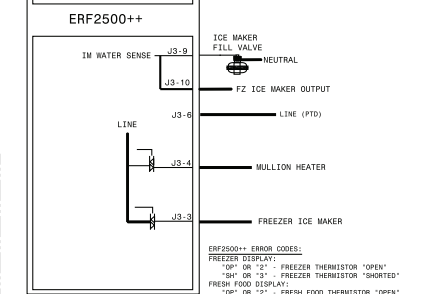 ERF2500++
ICE MAKER
FILL VALVE
IM WATER SENSE
J3-9
NEUTRAL
J3-10
FZ ICE MAKER OUTPUT
J3-6
LINE (PTD)
LINE
J3-4
MULLION HEATER
J3-3
FREEZER ICE MAKER
ERF2500++ ERROR CODES:
FREEZER DISPLAY:
"OP" OR "2" - FREEZER THERMISTOR "OPEN"
"SH" OR "3" - FREEZER THERMISTOR "SHORTED"
FRESH FOOD DISPLAY:
"OP" OR "2" - FRESH FOOD THERMISTOR "OPEN"